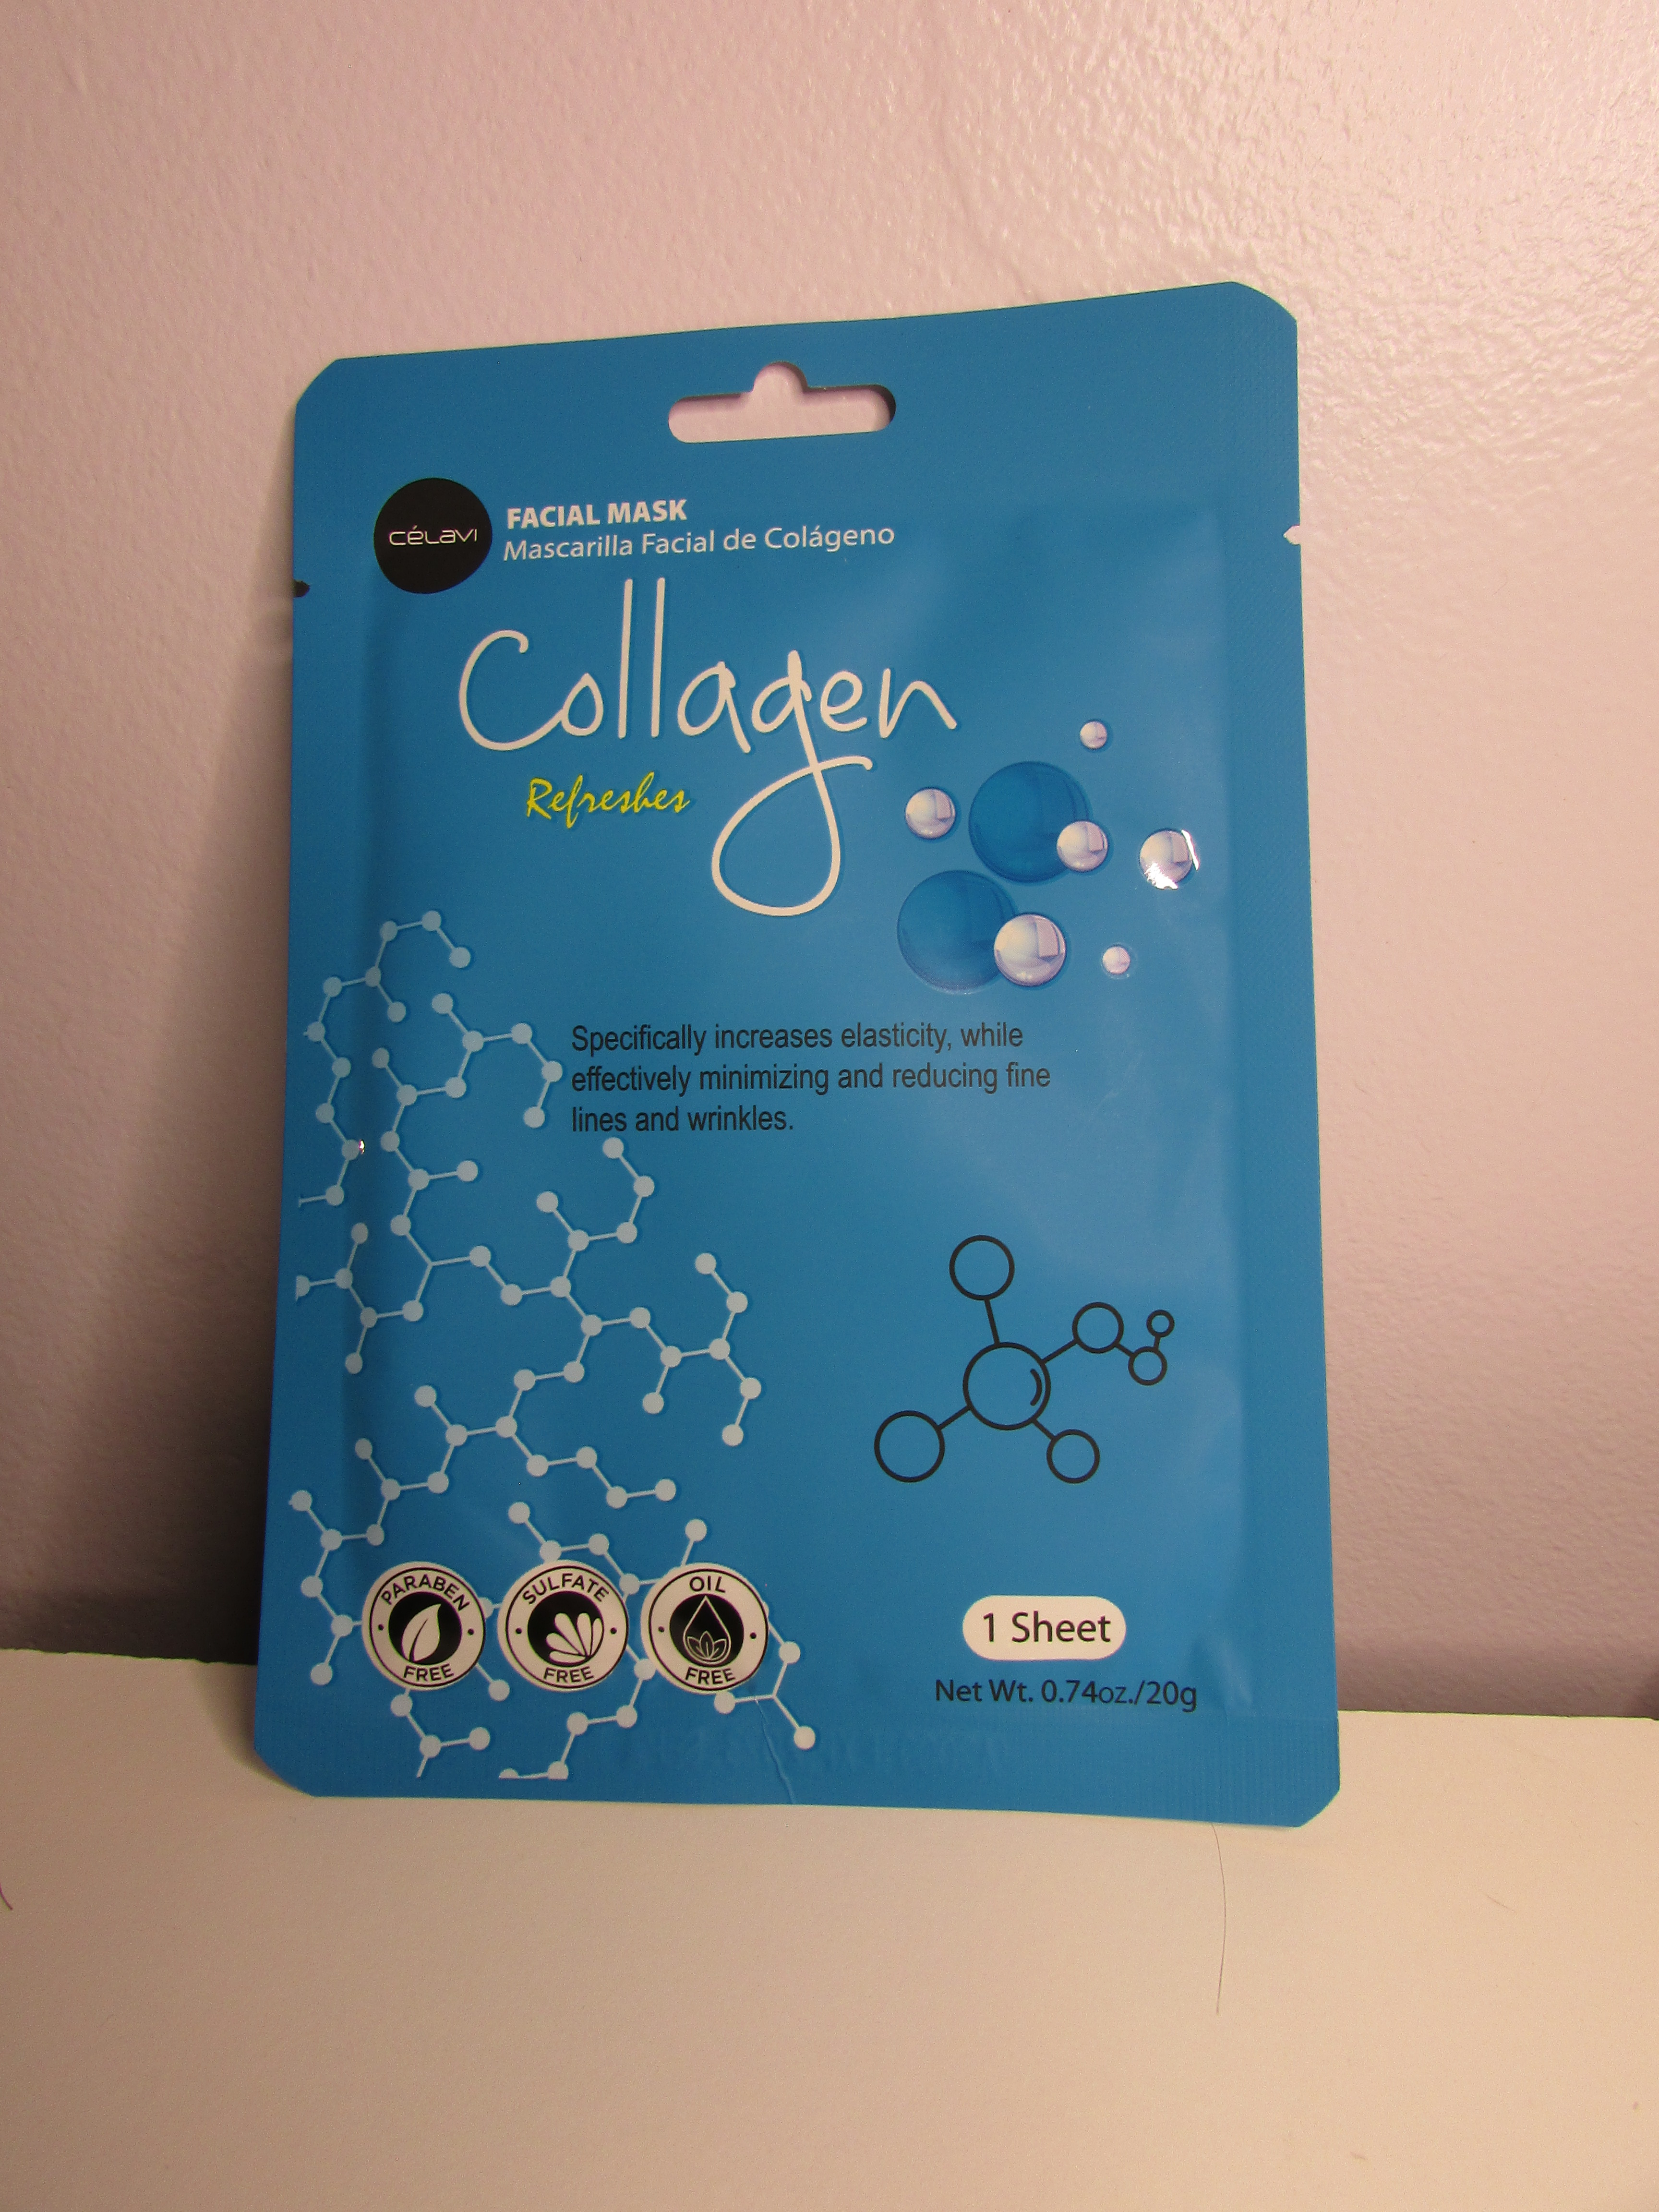 CÉLAVI
FACIAL MASK
Mascarilla Facial de Colágeno
Collagen
Refreshes
Specifically increases elasticity, while
effectively minimizing and reducing fine
lines and wrinkles.
PARABEN
FREE
SULFATE
FREE
OIL
FREE
1 Sheet
Net Wt. 0.74oz./20g